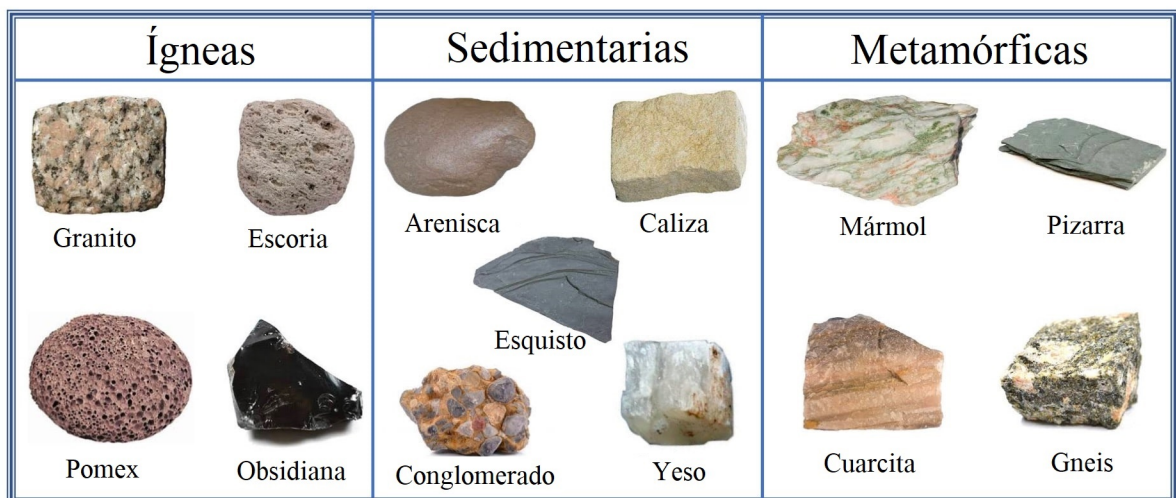 Ígneas
Sedimentarias
Metamórficas
Granito
Escoria
Arenisca
Caliza
Mármol
Pizarra
Esquisto
Pomex
Obsidiana
Conglomerado
Yeso
Cuarcita
Gneis